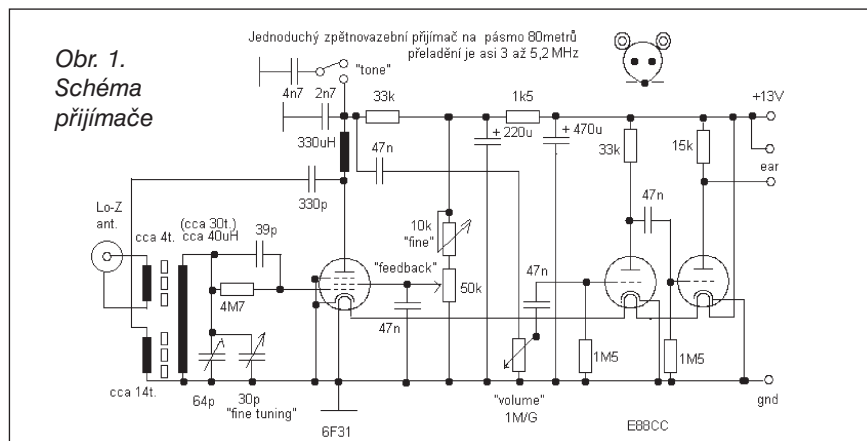 Obr. 1.
Schéma
přijímače
Jednoduchý zpětnovazební přijímač na pásmo 80metrů
přeladění je asi 3 až 5,2 MHz
"tone"
4n7
2n7
33k
1k5
+13V
330uH
47n
+ 220u
+ 470u
33k
15k
ear
330p
47n
Lo-Z
ant.
cca 4t.
(cca 30t.)
cca 40uH
39p
10k
"fine"
"feedback"
50k
47n
4M7
47n
1M5
1M5
cca 14t.
64p
30p
"fine tuning"
"volume"
1M/G
gnd
6F31
E88CC